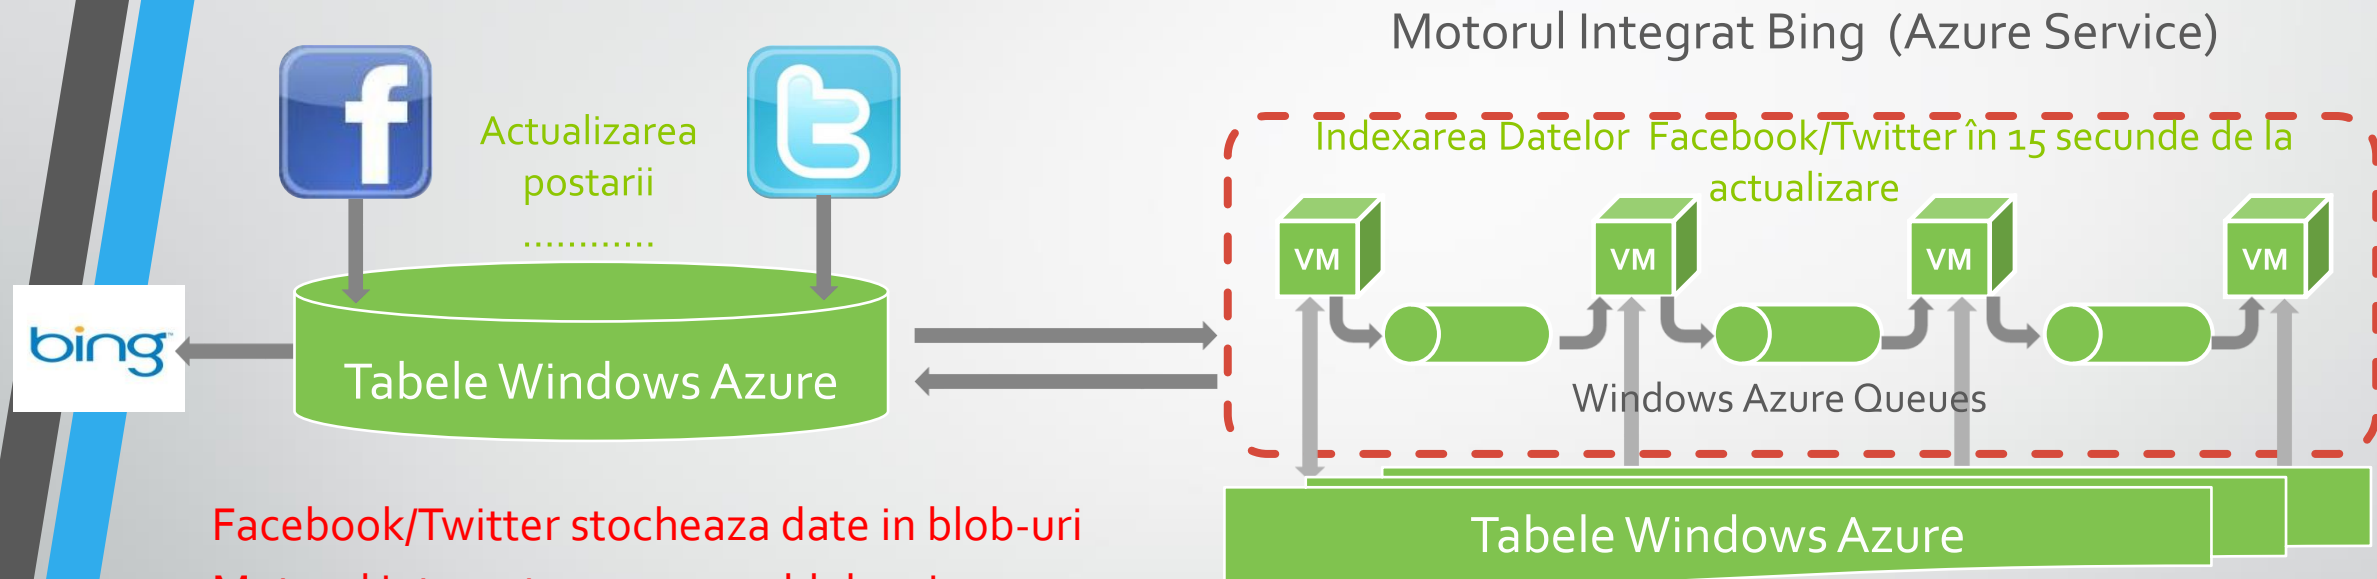 Motorul Integrat Bing (Azure Service)
Actualizarea
postarii
............
Indexarea Datelor Facebook/Twitter în 15 secunde de la
actualizare
VM
VM
VM
VM
bing
Tabele Windows Azure
Windows Azure Queues
Facebook/Twitter stocheaza date in blob-uri
Tabele Windows Azure